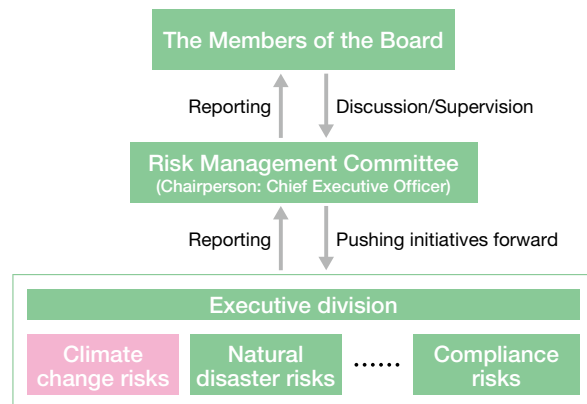 The Members of the Board
Reporting
Discussion/Supervision
Risk Management Committee
(Chairperson: Chief Executive Officer)
Reporting
Pushing initiatives forward
Executive division
Climate
change risks
Natural
disaster risks
......
Compliance
risks